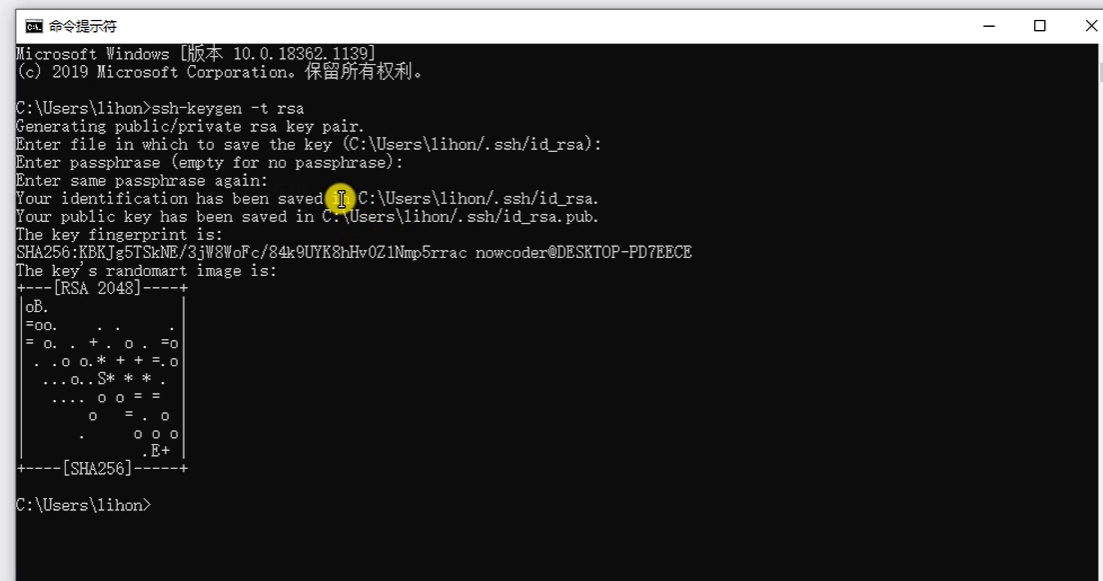 命令提示符
Microsoft Windows [版本 10.0.18362.1139]
(c) 2019 Microsoft Corporation。保留所有权利。
C:\Users\lihon>ssh-keygen -t rsa
Generating public/private rsa key pair.
Enter file in which to save the key (C:\Users\lihon/.ssh/id_rsa):
Enter passphrase (empty for no passphrase):
Enter same passphrase again:
Your identification has been saved in C:\Users\lihon/.ssh/id_rsa.
Your public key has been saved in C:\Users\lihon/.ssh/id_rsa.pub.
The key fingerprint is:
SHA256:KBKJg5TSkNE/3jW8WoFc/84k9UYK8hHv0Z1Nmp5rrac nowcoder@DESKTOP-PD7EECE
The key's randomart image is:
+---[RSA 2048]----+
|oB.              |
|=oo.    . .     .|
|= o. . + . o . =o|
| . .o o.* + + =.o|
|  ...o..S* * * . |
|   .... o o = =  |
|       o   = . o |
|      .     o o o|
|             .E+ |
+----[SHA256]-----+
C:\Users\lihon>